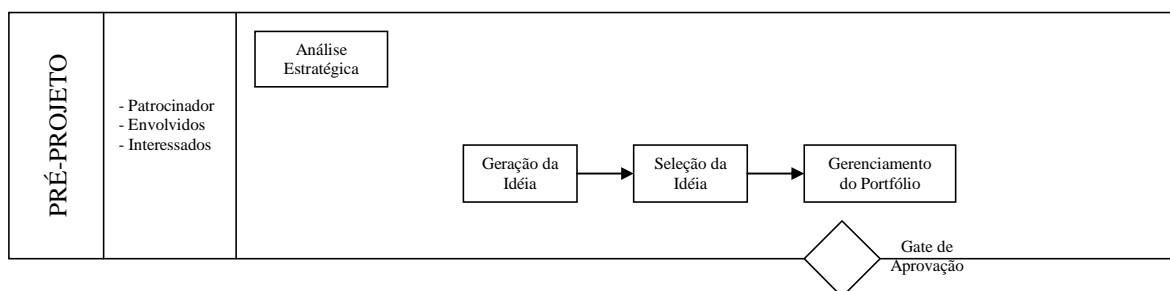 PRÉ-PROJETO
- Patrocinador
- Envolvidos
- Interessados
Análise
Estratégica
Geração da
Idéia
Seleção da
Idéia
Gerenciamento
do Portfólio
Gate de
Aprovação